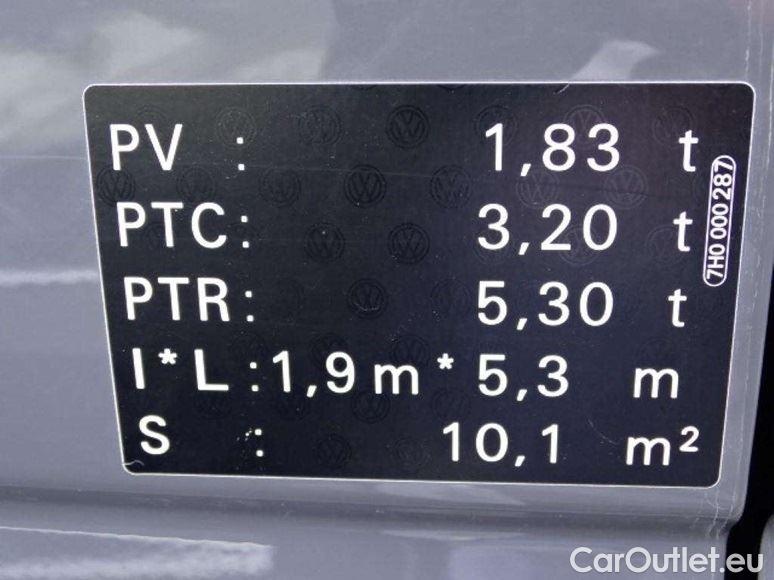 PV : 1,83 t
PTC: 3,20 t
PTR: 5,30 t
I*L :1,9 m * 5,3 m
S : 10,1 m²
7H0 000 287
CarOutlet.eu